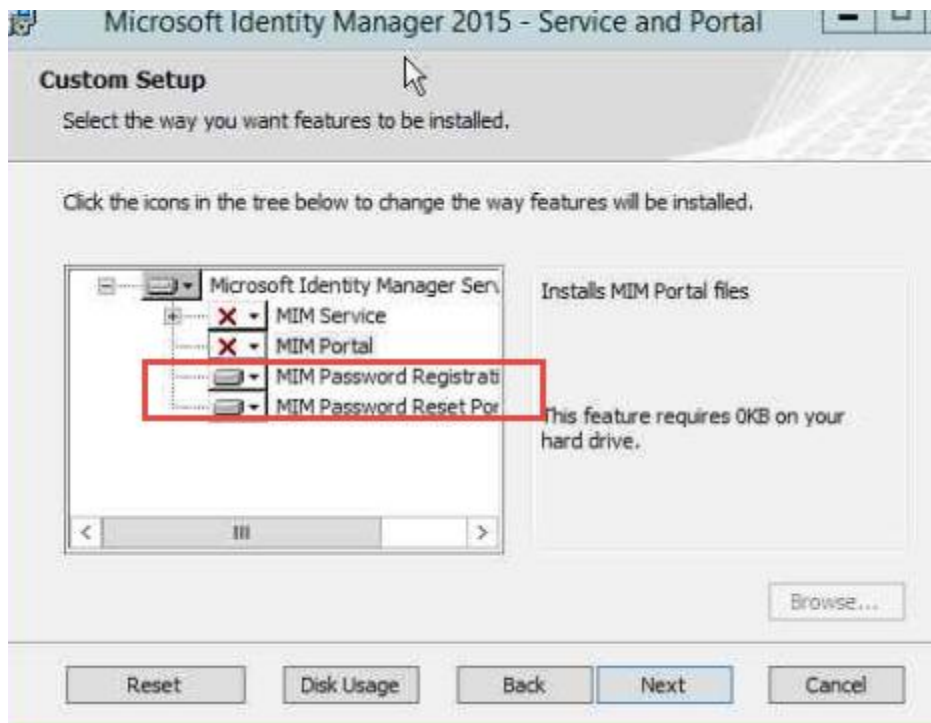 Microsoft Identity Manager 2015 - Service and Portal
Custom Setup
Select the way you want features to be installed.
Click the icons in the tree below to change the way features will be installed.
Microsoft Identity Manager Serv
MIM Service
MIM Portal
MIM Password Registrati
MIM Password Reset Por
Installs MIM Portal files
This feature requires 0KB on your
hard drive.
Browse...
Reset
Disk Usage
Back
Next
Cancel